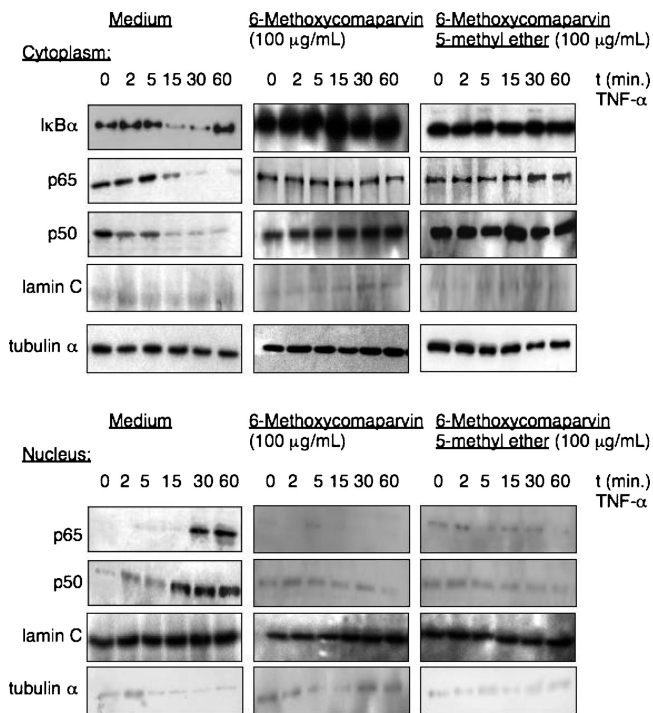 Medium 6-Methoxycomaparvin 6-Methoxycomaparvin
(100 µg/mL) 5-methyl ether (100 µg/mL)
Cytoplasm:
0 2 5 15 30 60 0 2 5 15 30 60 0 2 5 15 30 60 t (min.)
TNF-α
IκBα
p65
p50
lamin C
tubulin α
Medium 6-Methoxycomaparvin 6-Methoxycomaparvin
(100 µg/mL) 5-methyl ether (100 µg/mL)
Nucleus:
0 2 5 15 30 60 0 2 5 15 30 60 0 2 5 15 30 60 t (min.)
TNF-α
p65
p50
lamin C
tubulin α